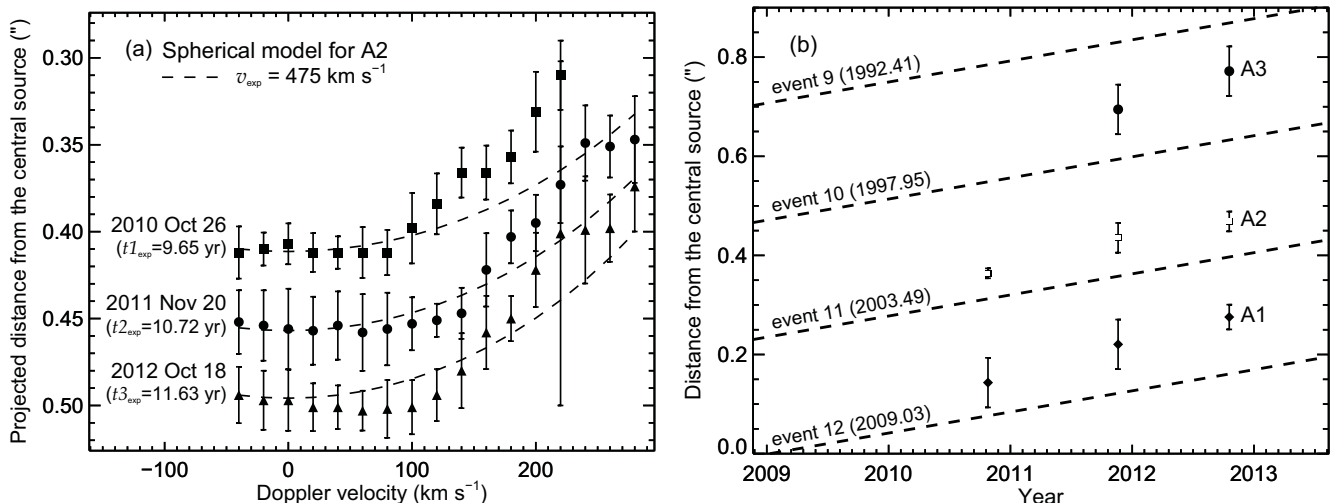 (a) Spherical model for A2
vexp = 475 km s−1
0.30
0.35
0.40
0.45
0.50
Projected distance from the central source (")
2010 Oct 26
(t1exp=9.65 yr)
2011 Nov 20
(t2exp=10.72 yr)
2012 Oct 18
(t3exp=11.63 yr)
−100 0 100 200
Doppler velocity (km s−1)
(b)
0.8
0.6
0.4
0.2
0.0
Distance from the central source (")
event 9 (1992.41)
A3
event 10 (1997.95)
A2
event 11 (2003.49)
A1
event 12 (2009.03)
2009 2010 2011 2012 2013
Year